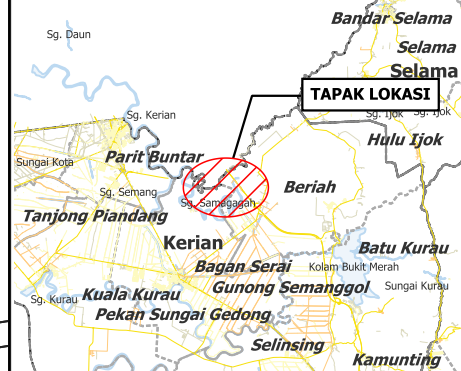 Bandar Selama
Sg. Daun
Selama
Selama
TAPAK LOKASI
Sg. Kerian
Sg. Ijok
Sg. Ijok
Hulu Ijok
Parit Buntar
Sungai Kota
Sg. Semang
Beriah
Sg. Samagagah
Tanjong Piandang
Kerian
Batu Kurau
Bagan Serai
Kolam Bukit Merah
Gunong Semanggol
Sungai Kurau
Sg. Kurau
Kuala Kurau
Pekan Sungai Gedong
Selinsing
Kamunting